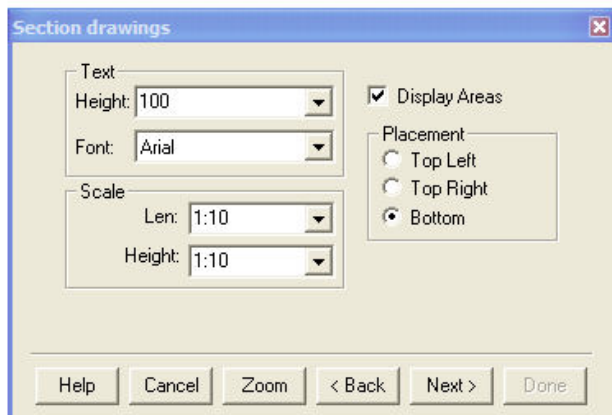 Section drawings
Text
Height: 100
Font: Arial
Scale
Len: 1:10
Height: 1:10
Display Areas
Placement
Top Left
Top Right
Bottom
Help
Cancel
Zoom
< Back
Next >
Done